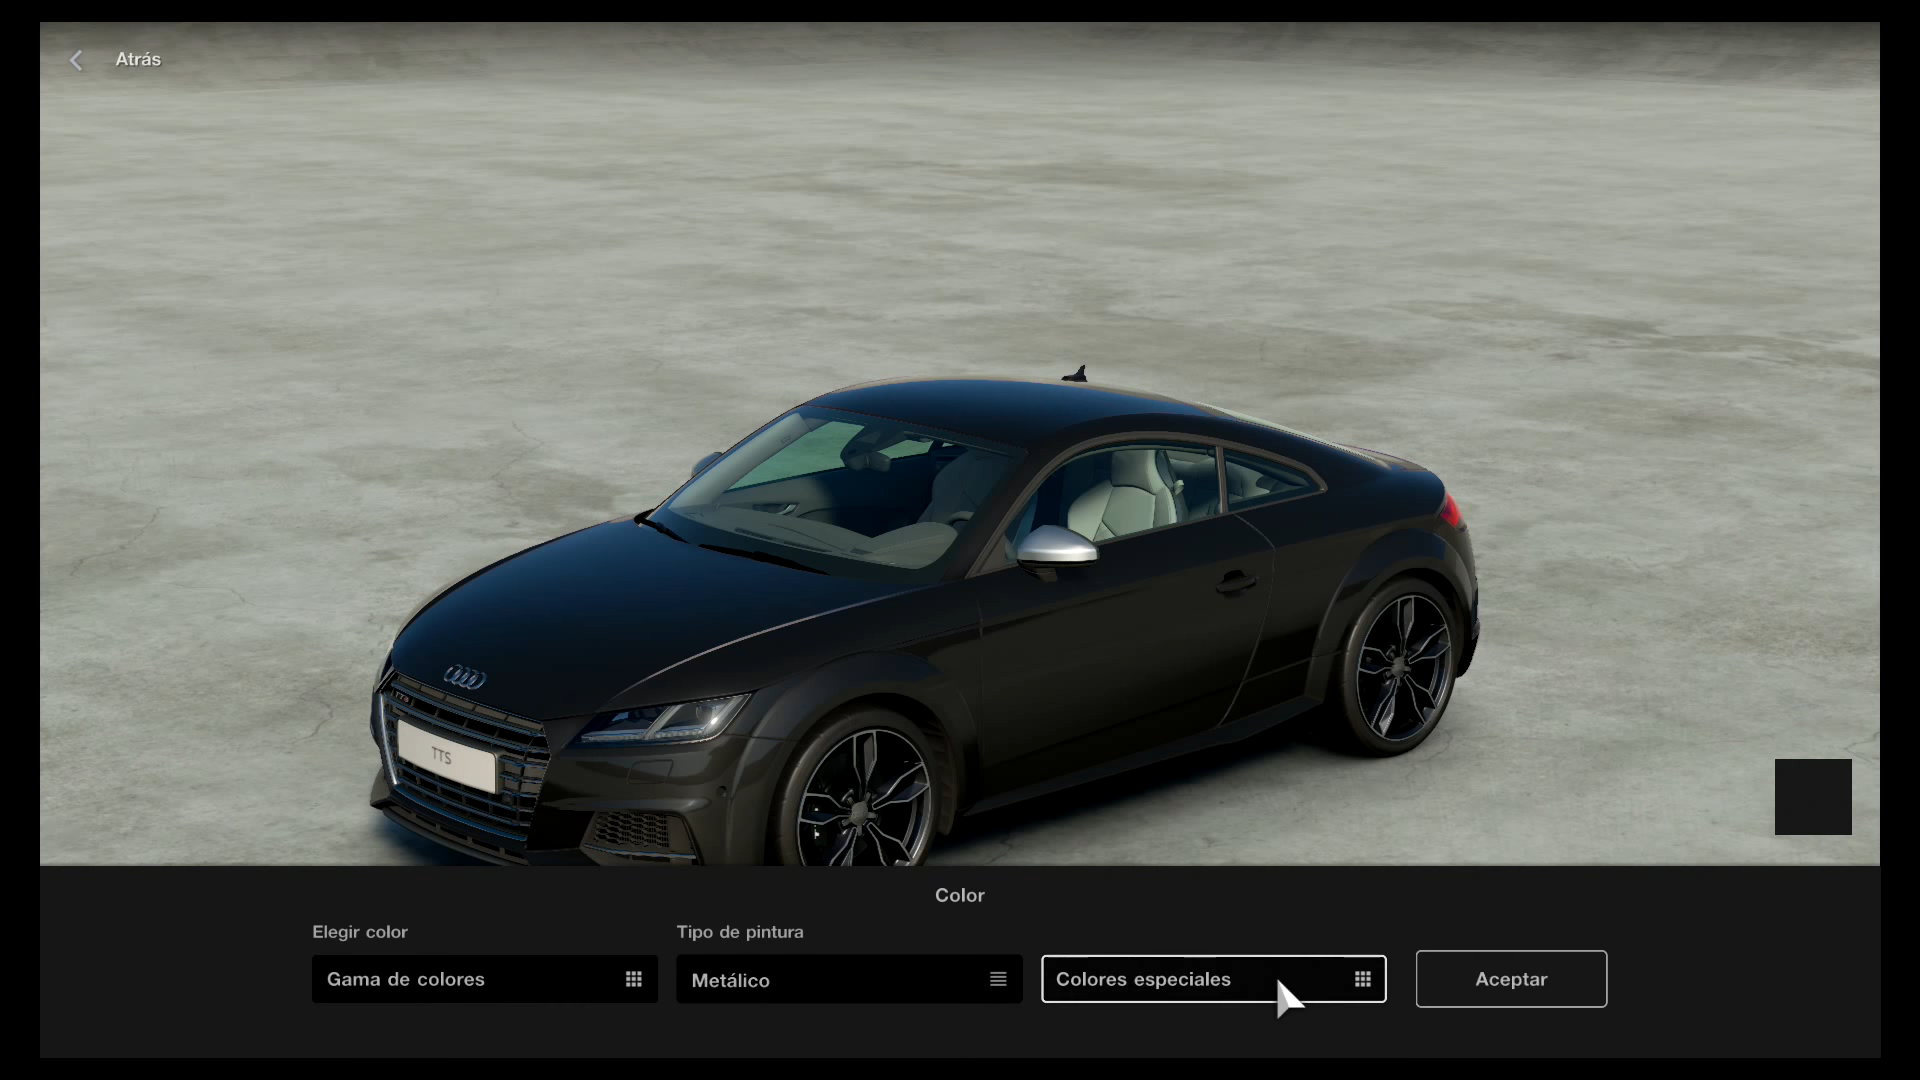 Atrás
TTS
Color
Elegir color
Tipo de pintura
Gama de colores
Metálico
Colores especiales
Aceptar